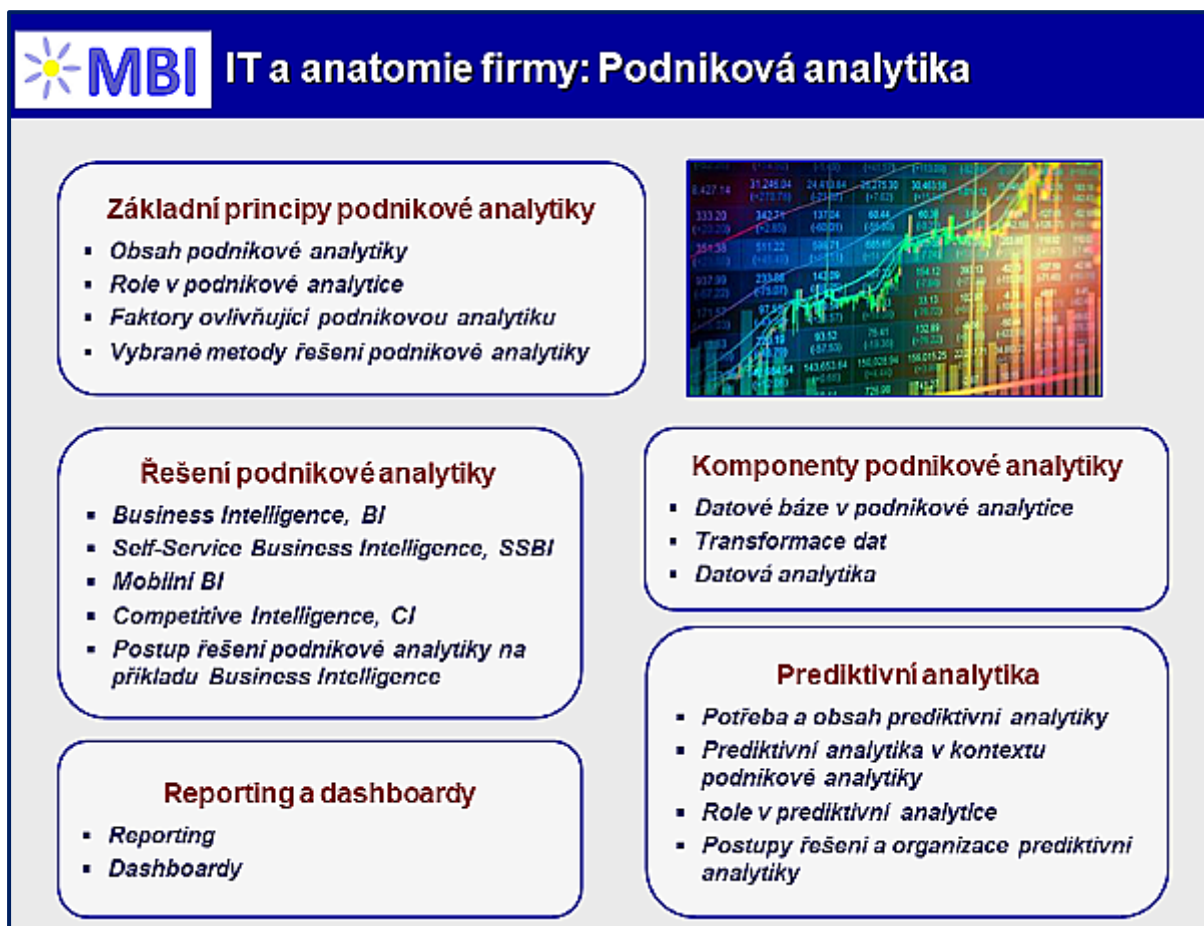 MBI IT a anatomie firmy: Podniková analytika
Základní principy podnikové analytiky
▪ Obsah podnikové analytiky
▪ Role v podnikové analytice
▪ Faktory ovlivňující podnikovou analytiku
▪ Vybrané metody řešení podnikové analytiky
Řešení podnikové analytiky
▪ Business Intelligence, BI
▪ Self-Service Business Intelligence, SSBI
▪ Mobilní BI
▪ Competitive Intelligence, CI
▪ Postup řešení podnikové analytiky na
příkladu Business Intelligence
Reporting a dashboardy
▪ Reporting
▪ Dashboardy
Komponenty podnikové analytiky
▪ Datové báze v podnikové analytice
▪ Transformace dat
▪ Datová analytika
Prediktivní analytika
▪ Potřeba a obsah prediktivní analytiky
▪ Prediktivní analytika v kontextu
podnikové analytiky
▪ Role v prediktivní analytice
▪ Postupy řešení a organizace prediktivní
analytiky